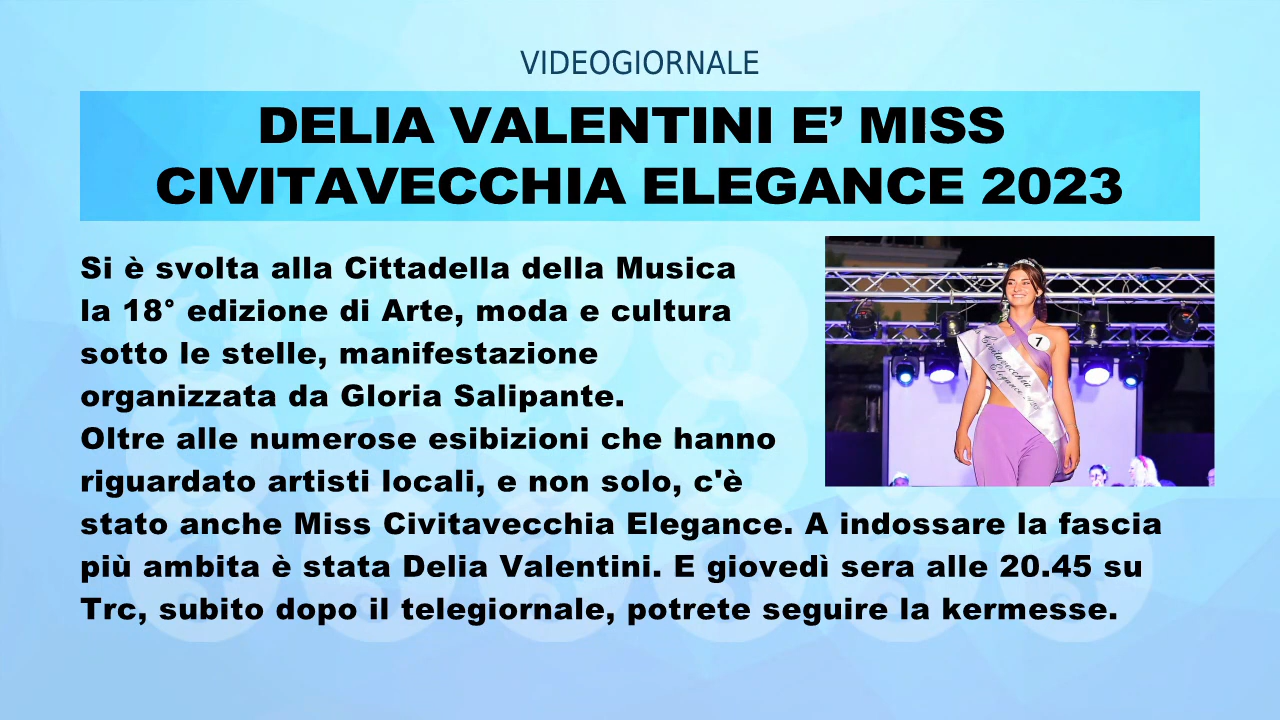 VIDEOGIORNALE
DELIA VALENTINI E’ MISS
CIVITAVECCHIA ELEGANCE 2023
Si è svolta alla Cittadella della Musica
la 18° edizione di Arte, moda e cultura
sotto le stelle, manifestazione
organizzata da Gloria Salipante.
Oltre alle numerose esibizioni che hanno
riguardato artisti locali, e non solo, c'è
stato anche Miss Civitavecchia Elegance. A indossare la fascia
più ambita è stata Delia Valentini. E giovedì sera alle 20.45 su
Trc, subito dopo il telegiornale, potrete seguire la kermesse.
1
Civitavecchia
Elegance